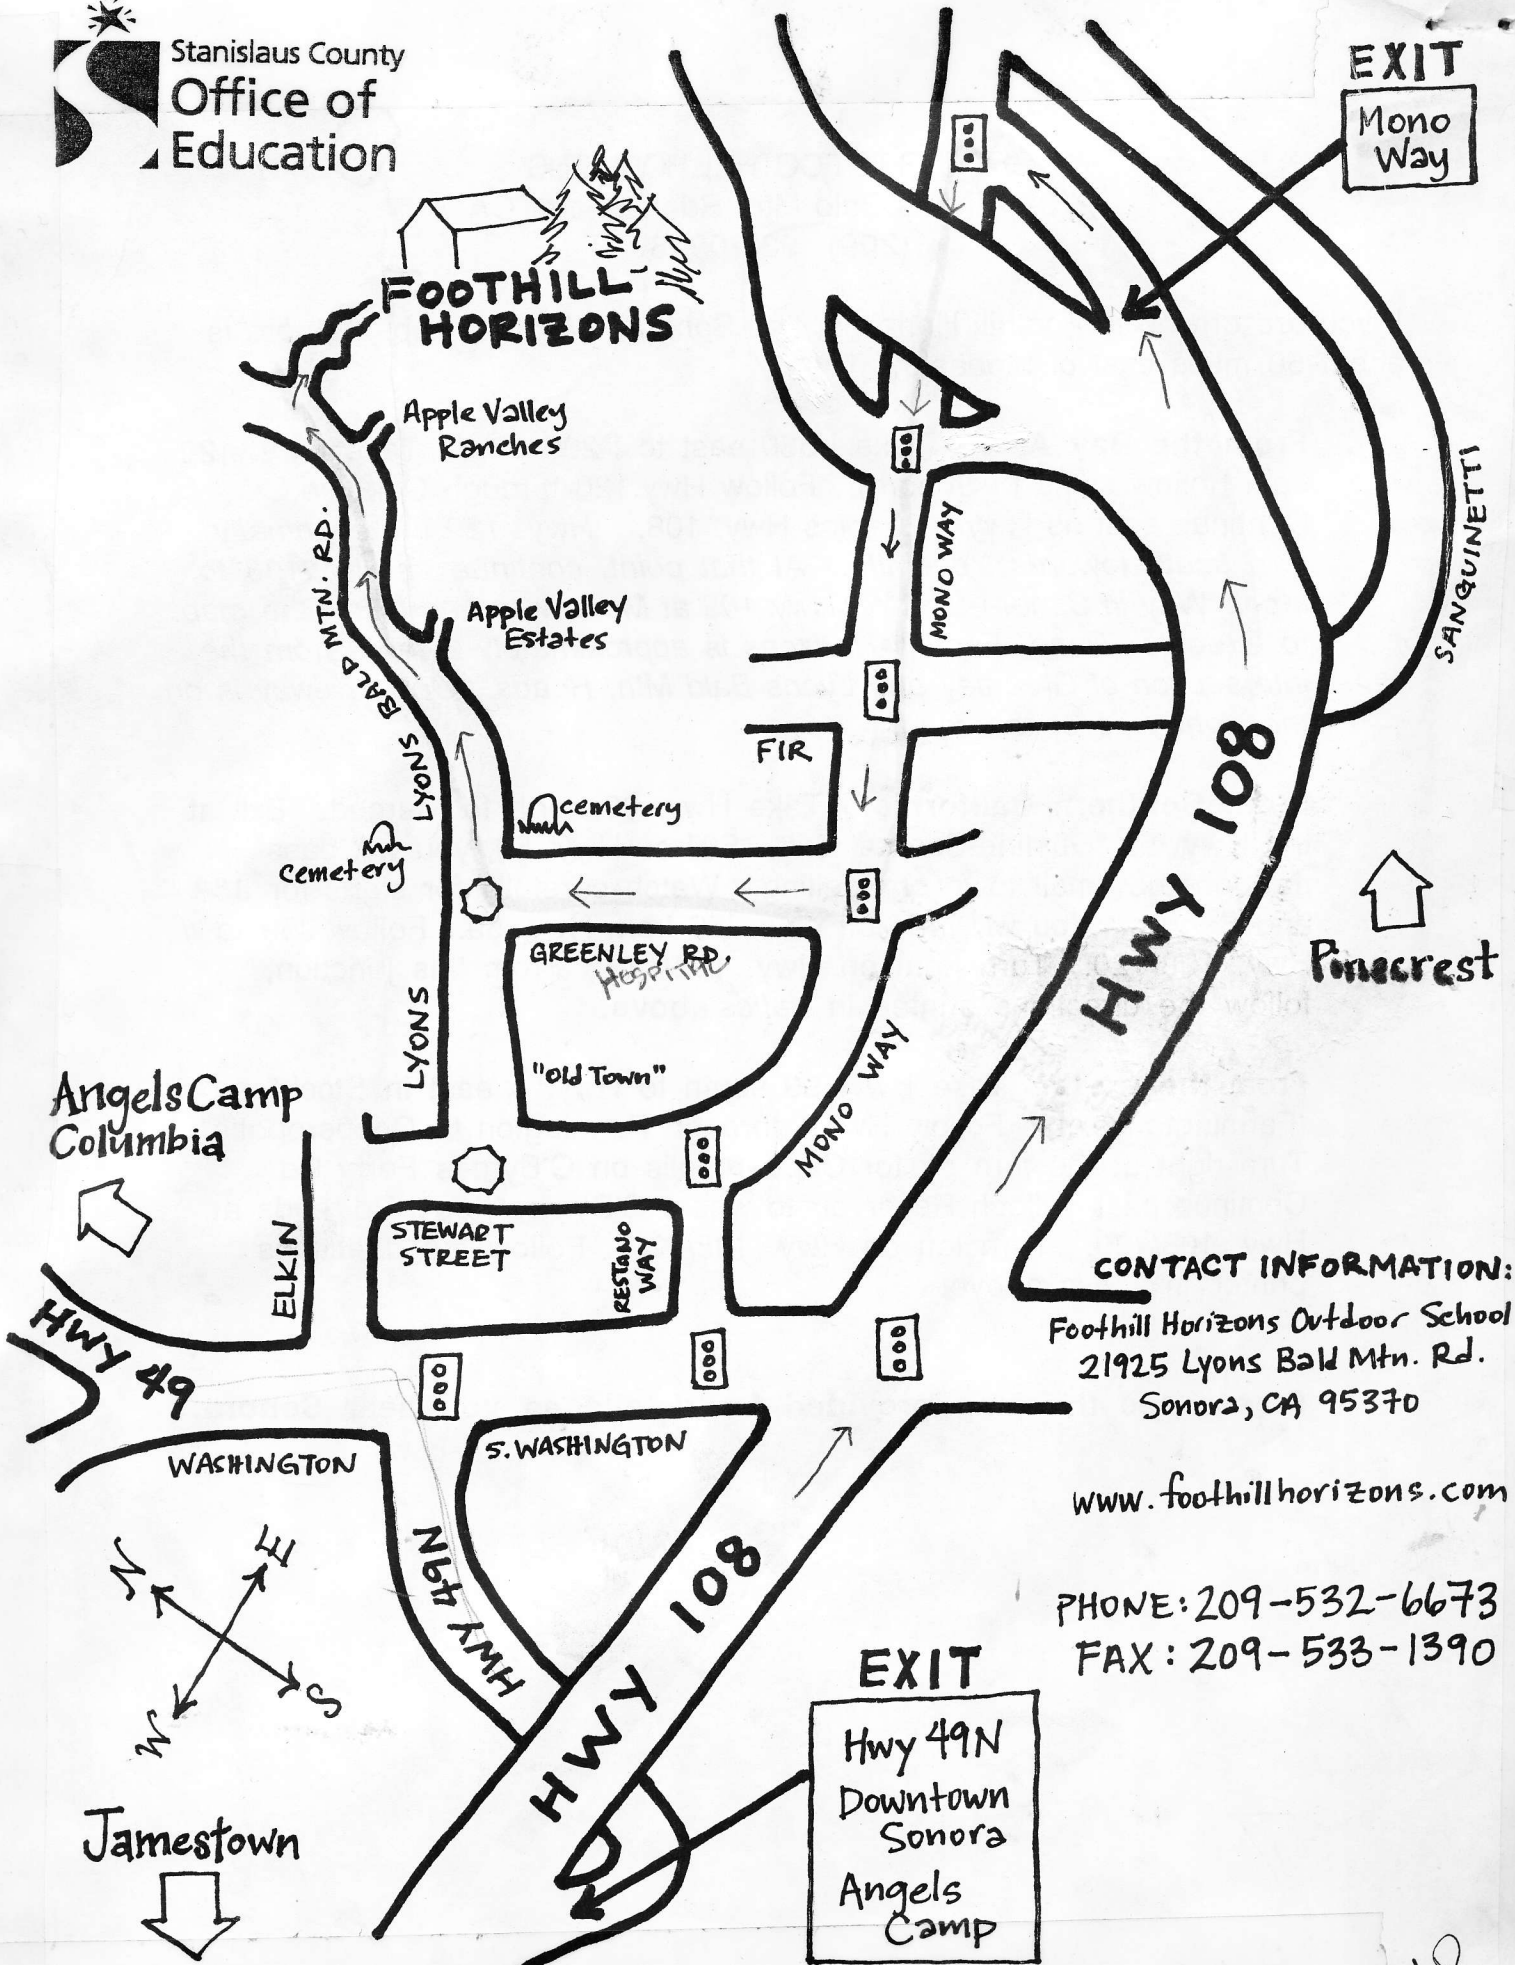 Stanislaus County
Office of
Education
EXIT
Mono
Way
FOOTHILL
HORIZONS
Apple Valley
Ranches
BALD MTN. RD.
LYONS
Apple Valley
Estates
MONO WAY
SANGUINETTI
FIR
cemetery
cemetery
HWY 108
Pinecrest
GREENLEY RD.
HOSPITAL
LYONS
"Old Town"
MONO WAY
Angels Camp
Columbia
ELKIN
STEWART
STREET
RESTANO
WAY
HWY 49
WASHINGTON
S. WASHINGTON
CONTACT INFORMATION:
Foothill Horizons Outdoor School
21925 Lyons Bald Mtn. Rd.
Sonora, CA 95370
www.foothillhorizons.com
PHONE: 209-532-6673
FAX: 209-533-1390
N
E
S
W
HWY 49N
HWY 108
EXIT
Hwy 49N
Downtown
Sonora
Angels
Camp
Jamestown